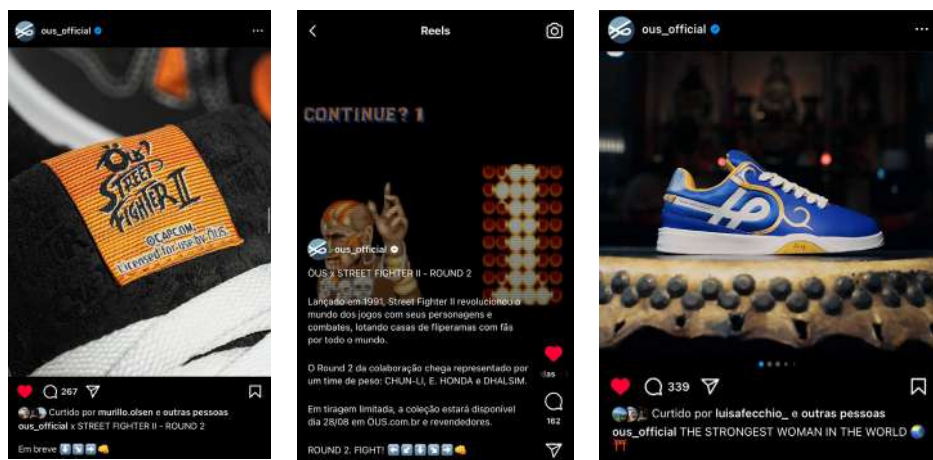 ous_official
ÖUS
STREET
FIGHTER II
©CAPCOM.
Licensed for use by ÖUS.
267
Curtido por murillo.olsen e outras pessoas
ous_official x STREET FIGHTER II - ROUND 2
Em breve ⬅️↙️⬇️↘️➡️👊
Reels
CONTINUE? 1
ous_official
ÖUS x STREET FIGHTER II - ROUND 2
Lançado em 1991, Street Fighter II revolucionou o
mundo dos jogos com seus personagens e
combates, lotando casas de fliperamas com fãs
por todo o mundo.
O Round 2 da colaboração chega representado por
um time de peso: CHUN-LI, E. HONDA e DHALSIM.
Em tiragem limitada, a coleção estará disponível
dia 28/08 em ÖUS.com.br e revendedores.
162
ous_official
339
Curtido por luisafecchio_ e outras pessoas
ous_official THE STRONGEST WOMAN IN THE WORLD 🌏
⛩️